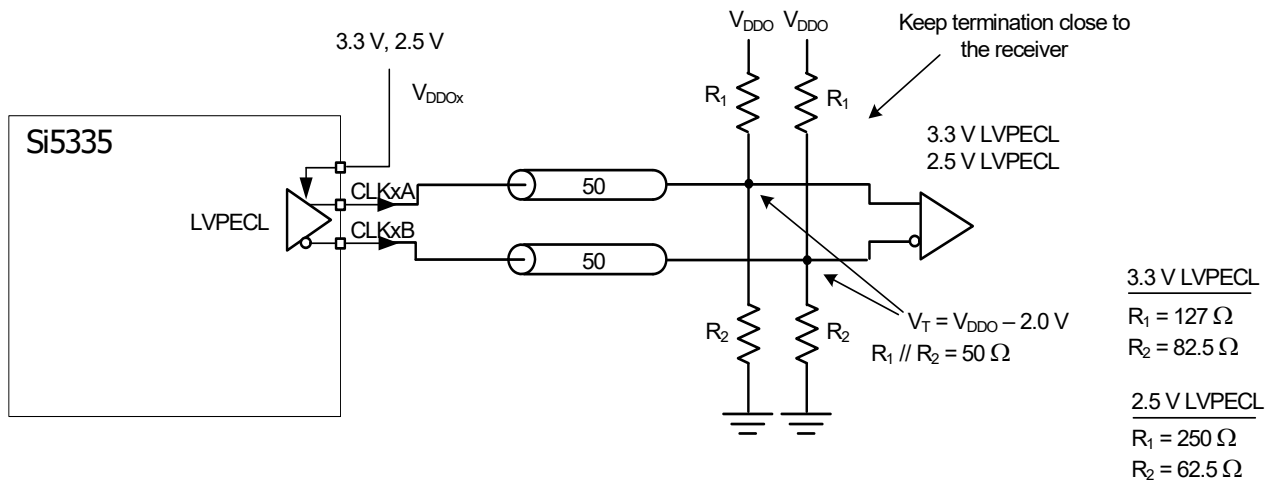 3.3 V, 2.5 V
VDDOx
VDDO VDDO
Keep termination close to
the receiver
R1
R1
3.3 V LVPECL
2.5 V LVPECL
Si5335
LVPECL
CLKxA
CLKxB
50
50
R2
R2
VT = VDDO – 2.0 V
R1 // R2 = 50 Ω
3.3 V LVPECL
R1 = 127 Ω
R2 = 82.5 Ω
2.5 V LVPECL
R1 = 250 Ω
R2 = 62.5 Ω